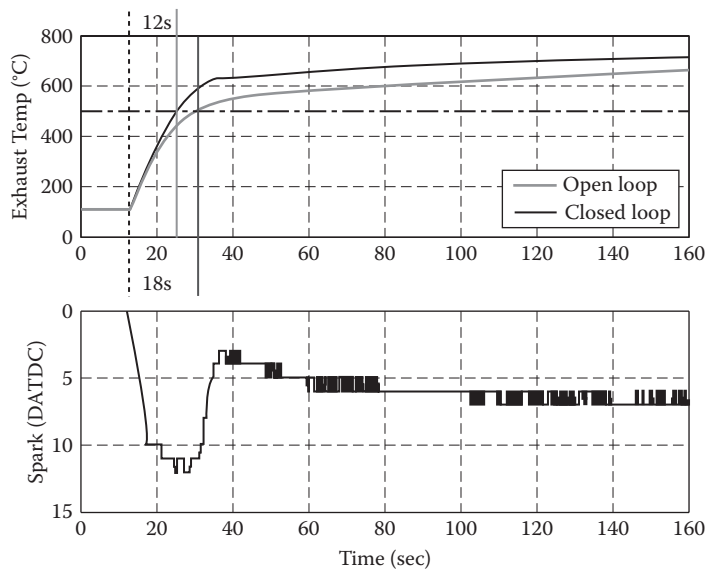 12s
800
600
400
200
0
Exhaust Temp (°C)
Open loop
Closed loop
0 20 40 60 80 100 120 140 160
18s
0
5
10
15
Spark (DATDC)
0 20 40 60 80 100 120 140 160
Time (sec)